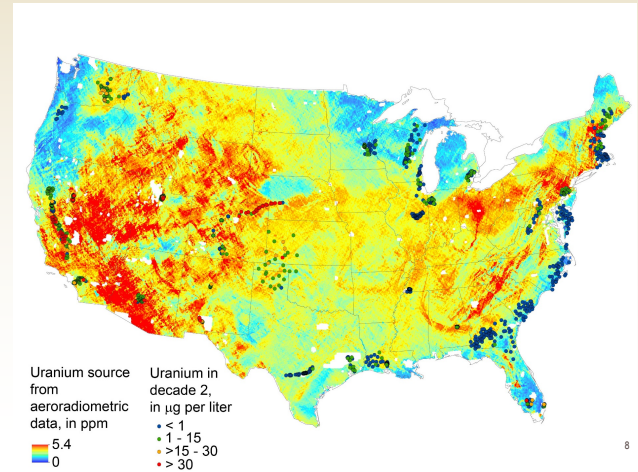 Uranium source
from
aeroradiometric
data, in ppm
5.4
0
Uranium in
decade 2,
in µg per liter
< 1
1 - 15
>15 - 30
> 30
8